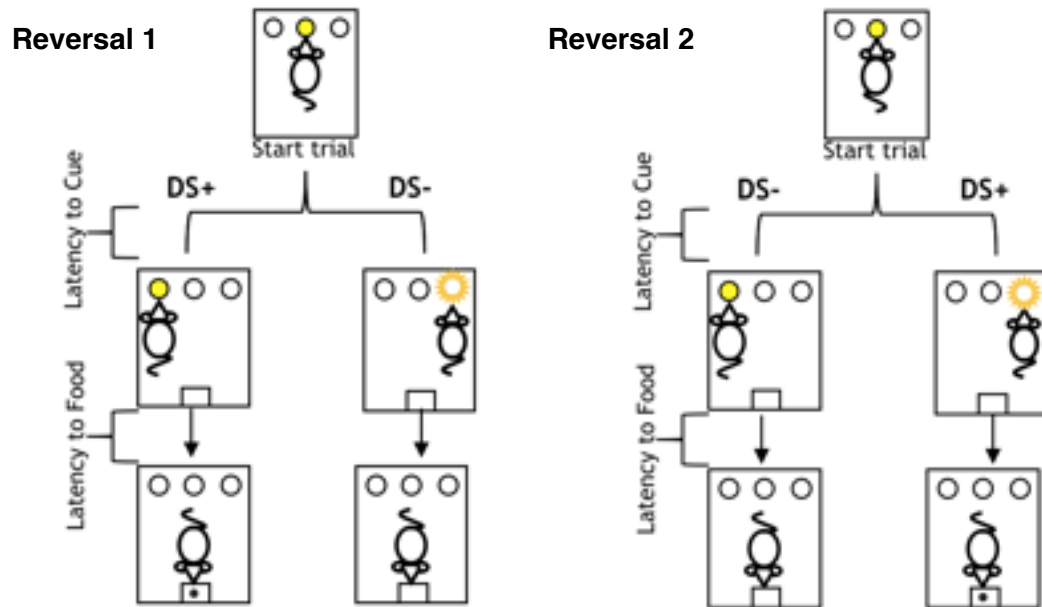 Reversal 1
Start trial
DS+
DS-
Latency to Cue
Latency to Food
Reversal 2
Start trial
DS-
DS+
Latency to Cue
Latency to Food